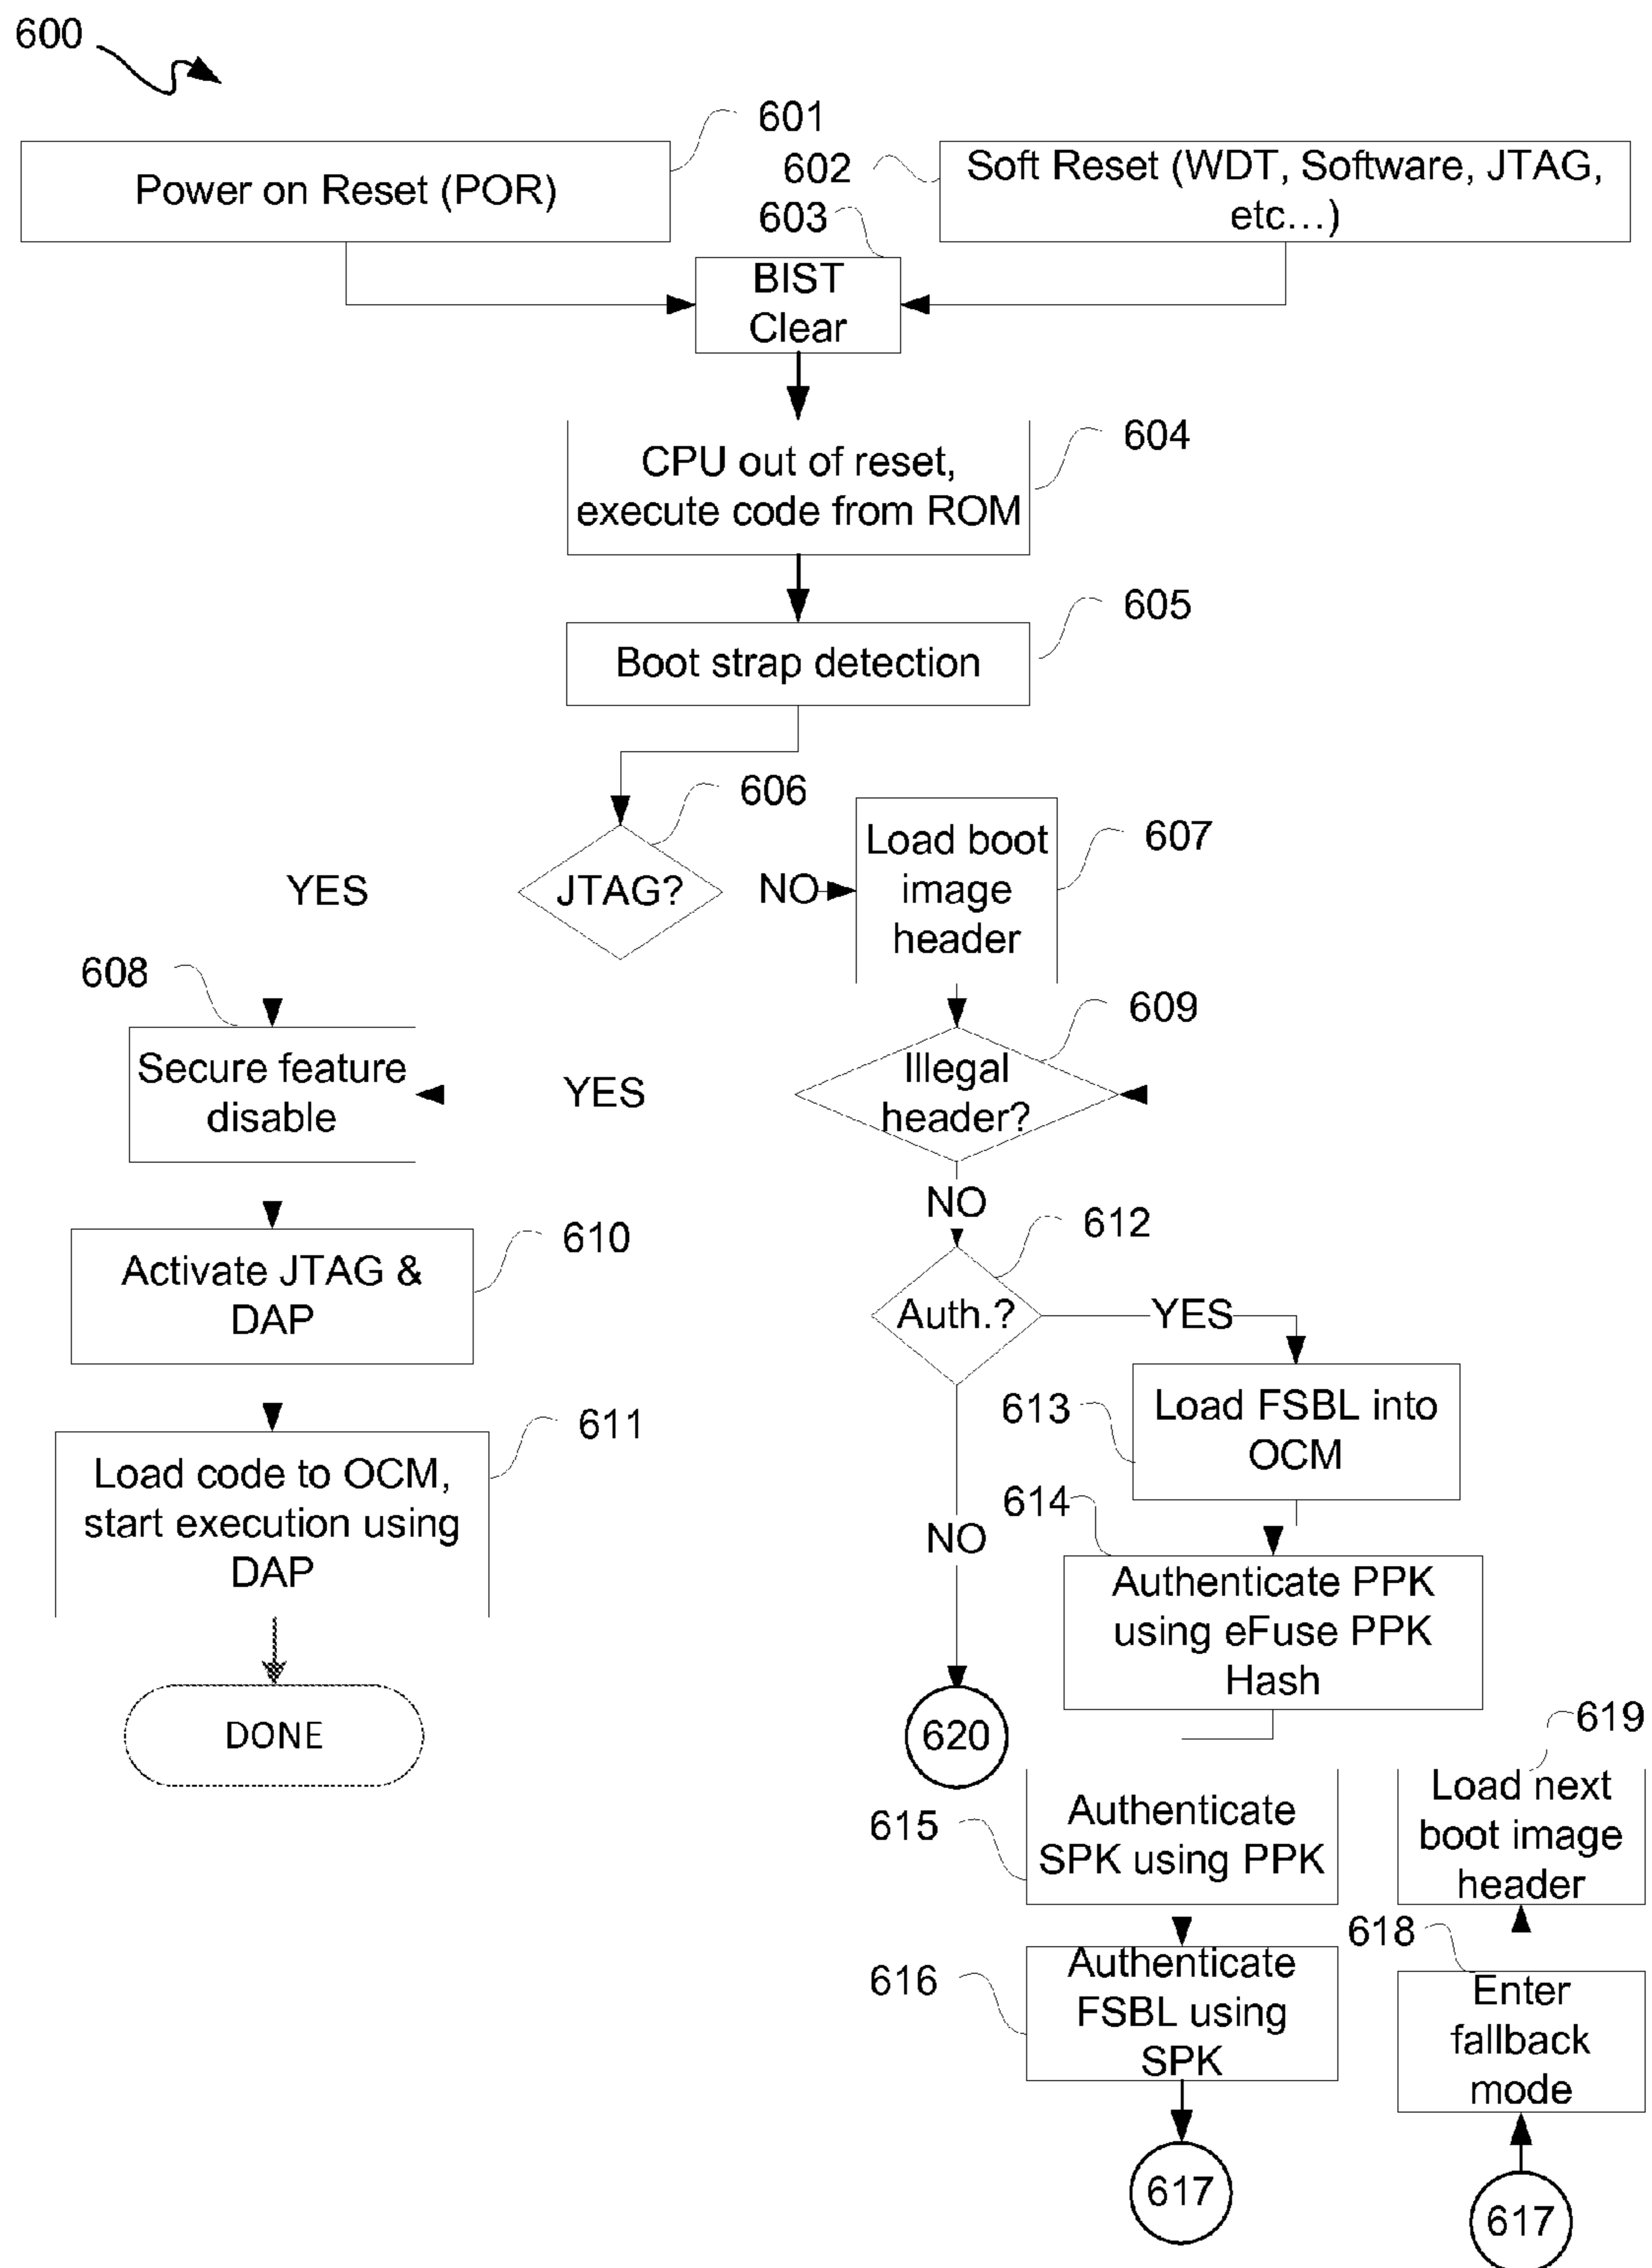 600
601
Power on Reset (POR)
602
Soft Reset (WDT, Software, JTAG,
etc...)
603
BIST
Clear
604
CPU out of reset,
execute code from ROM
605
Boot strap detection
606
JTAG?
YES
NO
607
Load boot
image
header
608
Secure feature
disable
YES
609
Illegal
header?
NO
610
Activate JTAG &
DAP
612
Auth.?
YES
611
Load code to OCM,
start execution using
DAP
613
Load FSBL into
OCM
NO
614
Authenticate PPK
using eFuse PPK
Hash
DONE
620
615
Authenticate
SPK using PPK
619
Load next
boot image
header
616
Authenticate
FSBL using
SPK
618
Enter
fallback
mode
617
617